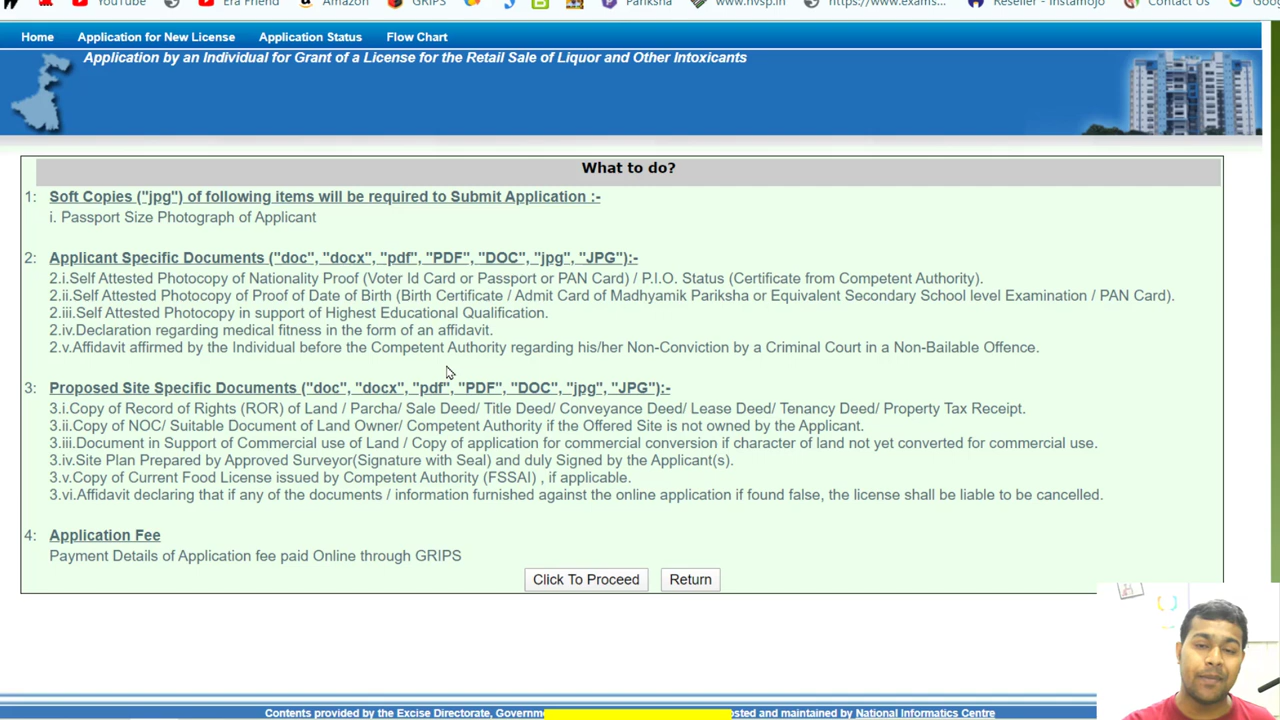 YouTube Era Friend Amazon GRIPS Pariksha www.nvsp.in https://www.exams... Reseller - Instamojo Contact Us
Home Application for New License Application Status Flow Chart
Application by an Individual for Grant of a License for the Retail Sale of Liquor and Other Intoxicants
What to do?
1: Soft Copies ("jpg") of following items will be required to Submit Application :-
i. Passport Size Photograph of Applicant
2: Applicant Specific Documents ("doc", "docx", "pdf", "PDF", "DOC", "jpg", "JPG"):-
2.i.Self Attested Photocopy of Nationality Proof (Voter Id Card or Passport or PAN Card) / P.I.O. Status (Certificate from Competent Authority).
2.ii.Self Attested Photocopy of Proof of Date of Birth (Birth Certificate / Admit Card of Madhyamik Pariksha or Equivalent Secondary School level Examination / PAN Card).
2.iii.Self Attested Photocopy in support of Highest Educational Qualification.
2.iv.Declaration regarding medical fitness in the form of an affidavit.
2.v.Affidavit affirmed by the Individual before the Competent Authority regarding his/her Non-Conviction by a Criminal Court in a Non-Bailable Offence.
3: Proposed Site Specific Documents ("doc", "docx", "pdf", "PDF", "DOC", "jpg", "JPG"):-
3.i.Copy of Record of Rights (ROR) of Land / Parcha/ Sale Deed/ Title Deed/ Conveyance Deed/ Lease Deed/ Tenancy Deed/ Property Tax Receipt.
3.ii.Copy of NOC/ Suitable Document of Land Owner/ Competent Authority if the Offered Site is not owned by the Applicant.
3.iii.Document in Support of Commercial use of Land / Copy of application for commercial conversion if character of land not yet converted for commercial use.
3.iv.Site Plan Prepared by Approved Surveyor(Signature with Seal) and duly Signed by the Applicant(s).
3.v.Copy of Current Food License issued by Competent Authority (FSSAI) , if applicable.
3.vi.Affidavit declaring that if any of the documents / information furnished against the online application if found false, the license shall be liable to be cancelled.
4: Application Fee
Payment Details of Application fee paid Online through GRIPS
Click To Proceed Return
Contents provided by the Excise Directorate, and maintained by National Informatics Centre